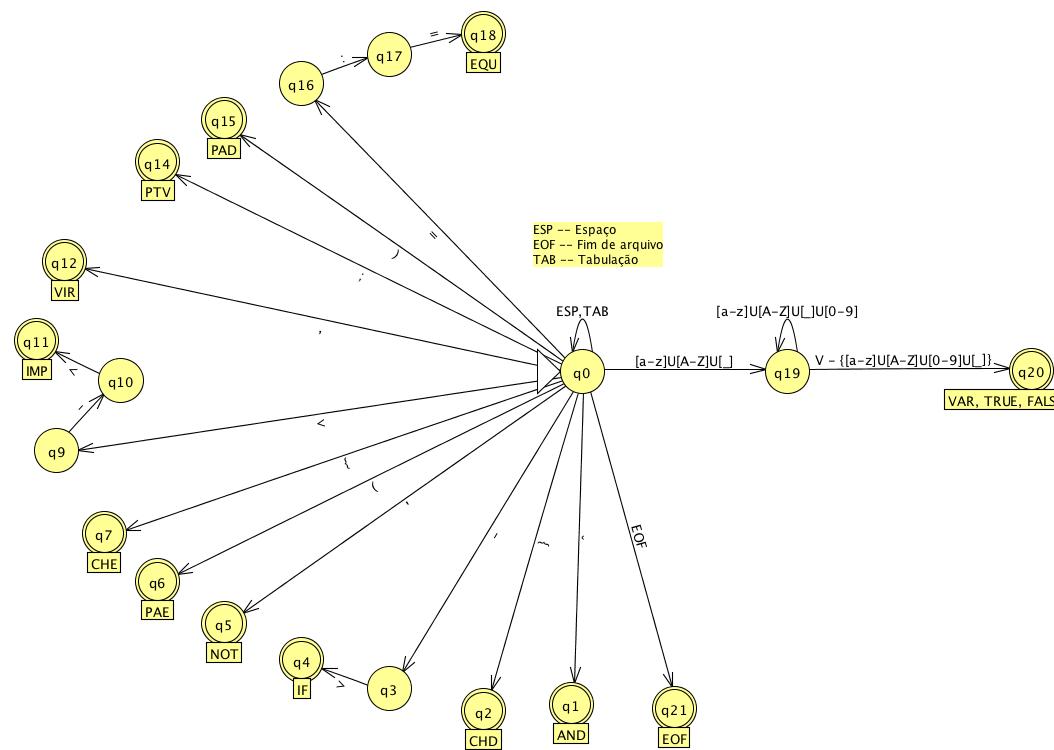 q18
=
EQU
q17
:
q16
q15
PAD
q14
PTV
=
)
;
ESP -- Espaço
EOF -- Fim de arquivo
TAB -- Tabulação
q12
VIR
,
ESP,TAB
[a-z]U[A-Z]U[_]U[0-9]
q11
IMP
<
q10
-
q9
<
q0
[a-z]U[A-Z]U[_]
q19
V - {[a-z]U[A-Z]U[0-9]U[_]}
q20
VAR, TRUE, FALS
{
(
q7
CHE
q6
PAE
q5
NOT
-
}
EOF
q4
IF
>
q3
q2
CHD
q1
AND
q21
EOF